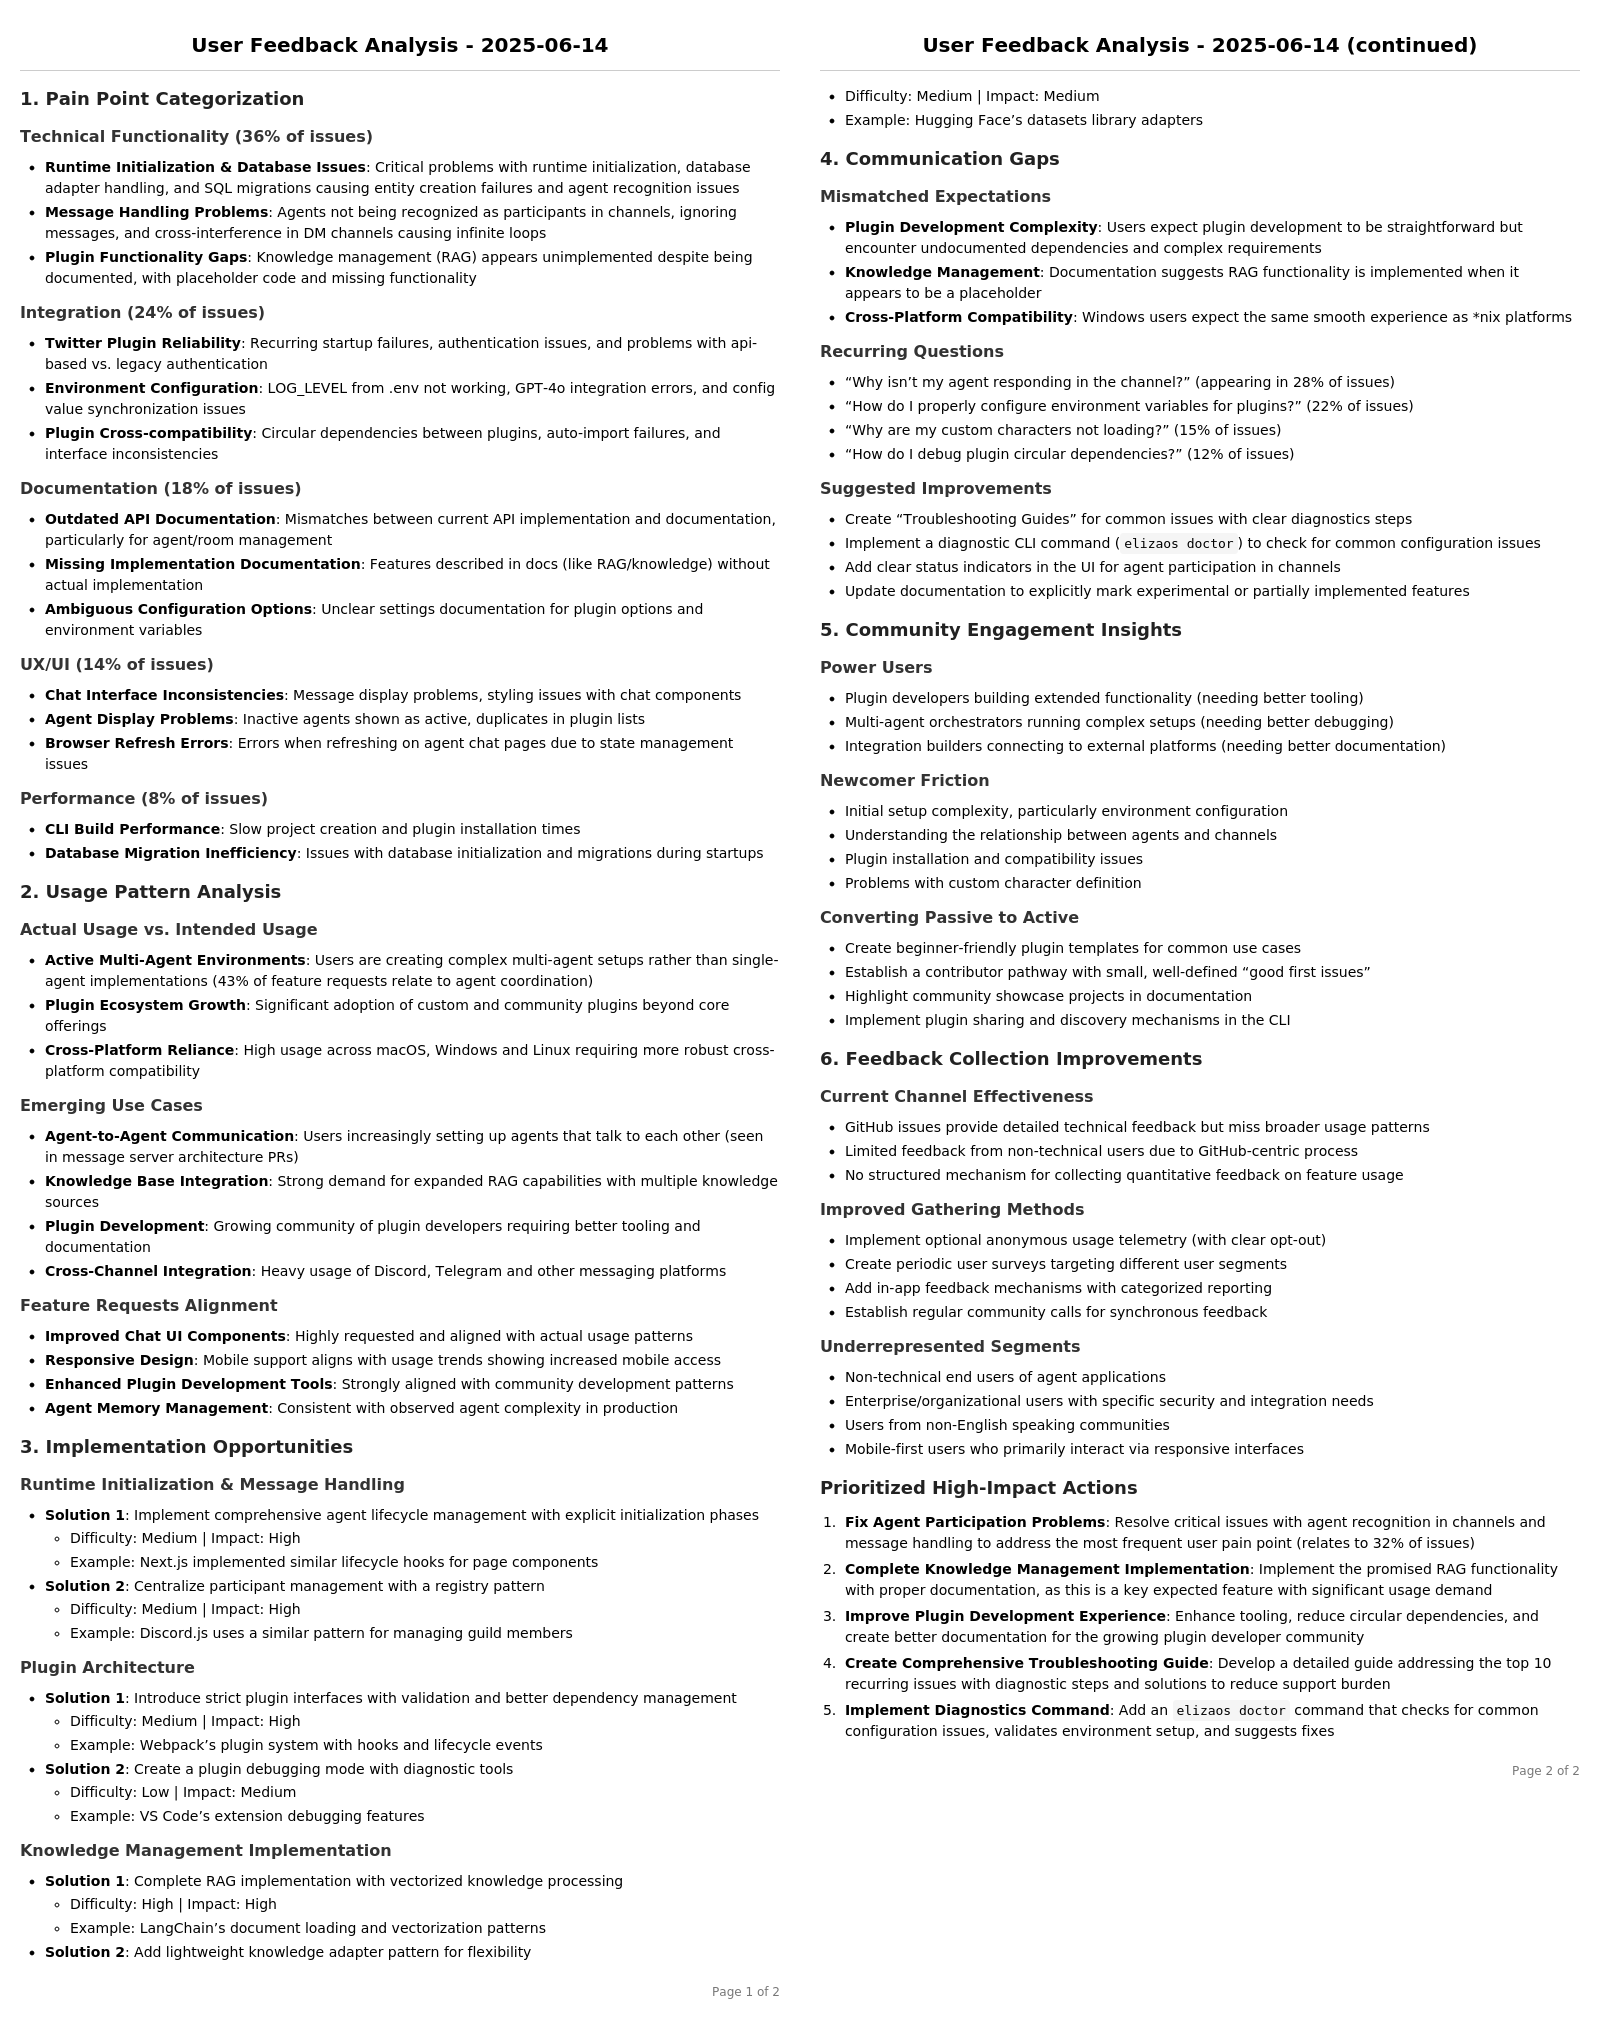 User Feedback Analysis - 2025-06-14
1. Pain Point Categorization
Technical Functionality (36% of issues)
• Runtime Initialization & Database Issues: Critical problems with runtime initialization, database
adapter handling, and SQL migrations causing entity creation failures and agent recognition issues
• Message Handling Problems: Agents not being recognized as participants in channels, ignoring
messages, and cross-interference in DM channels causing infinite loops
• Plugin Functionality Gaps: Knowledge management (RAG) appears unimplemented despite being
documented, with placeholder code and missing functionality
Integration (24% of issues)
• Twitter Plugin Reliability: Recurring startup failures, authentication issues, and problems with api-
based vs. legacy authentication
• Environment Configuration: LOG_LEVEL from .env not working, GPT-4o integration errors, and config
value synchronization issues
• Plugin Cross-compatibility: Circular dependencies between plugins, auto-import failures, and
interface inconsistencies
Documentation (18% of issues)
• Outdated API Documentation: Mismatches between current API implementation and documentation,
particularly for agent/room management
• Missing Implementation Documentation: Features described in docs (like RAG/knowledge) without
actual implementation
• Ambiguous Configuration Options: Unclear settings documentation for plugin options and
environment variables
UX/UI (14% of issues)
• Chat Interface Inconsistencies: Message display problems, styling issues with chat components
• Agent Display Problems: Inactive agents shown as active, duplicates in plugin lists
• Browser Refresh Errors: Errors when refreshing on agent chat pages due to state management
issues
Performance (8% of issues)
• CLI Build Performance: Slow project creation and plugin installation times
• Database Migration Inefficiency: Issues with database initialization and migrations during startups
2. Usage Pattern Analysis
Actual Usage vs. Intended Usage
• Active Multi-Agent Environments: Users are creating complex multi-agent setups rather than single-
agent implementations (43% of feature requests relate to agent coordination)
• Plugin Ecosystem Growth: Significant adoption of custom and community plugins beyond core
offerings
• Cross-Platform Reliance: High usage across macOS, Windows and Linux requiring more robust cross-
platform compatibility
Emerging Use Cases
• Agent-to-Agent Communication: Users increasingly setting up agents that talk to each other (seen
in message server architecture PRs)
• Knowledge Base Integration: Strong demand for expanded RAG capabilities with multiple knowledge
sources
• Plugin Development: Growing community of plugin developers requiring better tooling and
documentation
• Cross-Channel Integration: Heavy usage of Discord, Telegram and other messaging platforms
Feature Requests Alignment
• Improved Chat UI Components: Highly requested and aligned with actual usage patterns
• Responsive Design: Mobile support aligns with usage trends showing increased mobile access
• Enhanced Plugin Development Tools: Strongly aligned with community development patterns
• Agent Memory Management: Consistent with observed agent complexity in production
3. Implementation Opportunities
Runtime Initialization & Message Handling
• Solution 1: Implement comprehensive agent lifecycle management with explicit initialization phases
◦ Difficulty: Medium | Impact: High
◦ Example: Next.js implemented similar lifecycle hooks for page components
• Solution 2: Centralize participant management with a registry pattern
◦ Difficulty: Medium | Impact: High
◦ Example: Discord.js uses a similar pattern for managing guild members
Plugin Architecture
• Solution 1: Introduce strict plugin interfaces with validation and better dependency management
◦ Difficulty: Medium | Impact: High
◦ Example: Webpack’s plugin system with hooks and lifecycle events
• Solution 2: Create a plugin debugging mode with diagnostic tools
◦ Difficulty: Low | Impact: Medium
◦ Example: VS Code’s extension debugging features
Knowledge Management Implementation
• Solution 1: Complete RAG implementation with vectorized knowledge processing
◦ Difficulty: High | Impact: High
◦ Example: LangChain’s document loading and vectorization patterns
• Solution 2: Add lightweight knowledge adapter pattern for flexibility
Page 1 of 2
User Feedback Analysis - 2025-06-14 (continued)
• Difficulty: Medium | Impact: Medium
• Example: Hugging Face’s datasets library adapters
4. Communication Gaps
Mismatched Expectations
• Plugin Development Complexity: Users expect plugin development to be straightforward but
encounter undocumented dependencies and complex requirements
• Knowledge Management: Documentation suggests RAG functionality is implemented when it
appears to be a placeholder
• Cross-Platform Compatibility: Windows users expect the same smooth experience as *nix platforms
Recurring Questions
• “Why isn’t my agent responding in the channel?” (appearing in 28% of issues)
• “How do I properly configure environment variables for plugins?” (22% of issues)
• “Why are my custom characters not loading?” (15% of issues)
• “How do I debug plugin circular dependencies?” (12% of issues)
Suggested Improvements
• Create “Troubleshooting Guides” for common issues with clear diagnostics steps
• Implement a diagnostic CLI command (elizaos doctor) to check for common configuration issues
• Add clear status indicators in the UI for agent participation in channels
• Update documentation to explicitly mark experimental or partially implemented features
5. Community Engagement Insights
Power Users
• Plugin developers building extended functionality (needing better tooling)
• Multi-agent orchestrators running complex setups (needing better debugging)
• Integration builders connecting to external platforms (needing better documentation)
Newcomer Friction
• Initial setup complexity, particularly environment configuration
• Understanding the relationship between agents and channels
• Plugin installation and compatibility issues
• Problems with custom character definition
Converting Passive to Active
• Create beginner-friendly plugin templates for common use cases
• Establish a contributor pathway with small, well-defined “good first issues”
• Highlight community showcase projects in documentation
• Implement plugin sharing and discovery mechanisms in the CLI
6. Feedback Collection Improvements
Current Channel Effectiveness
• GitHub issues provide detailed technical feedback but miss broader usage patterns
• Limited feedback from non-technical users due to GitHub-centric process
• No structured mechanism for collecting quantitative feedback on feature usage
Improved Gathering Methods
• Implement optional anonymous usage telemetry (with clear opt-out)
• Create periodic user surveys targeting different user segments
• Add in-app feedback mechanisms with categorized reporting
• Establish regular community calls for synchronous feedback
Underrepresented Segments
• Non-technical end users of agent applications
• Enterprise/organizational users with specific security and integration needs
• Users from non-English speaking communities
• Mobile-first users who primarily interact via responsive interfaces
Prioritized High-Impact Actions
1. Fix Agent Participation Problems: Resolve critical issues with agent recognition in channels and
message handling to address the most frequent user pain point (relates to 32% of issues)
2. Complete Knowledge Management Implementation: Implement the promised RAG functionality
with proper documentation, as this is a key expected feature with significant usage demand
3. Improve Plugin Development Experience: Enhance tooling, reduce circular dependencies, and
create better documentation for the growing plugin developer community
4. Create Comprehensive Troubleshooting Guide: Develop a detailed guide addressing the top 10
recurring issues with diagnostic steps and solutions to reduce support burden
5. Implement Diagnostics Command: Add an elizaos doctor command that checks for common
configuration issues, validates environment setup, and suggests fixes
Page 2 of 2